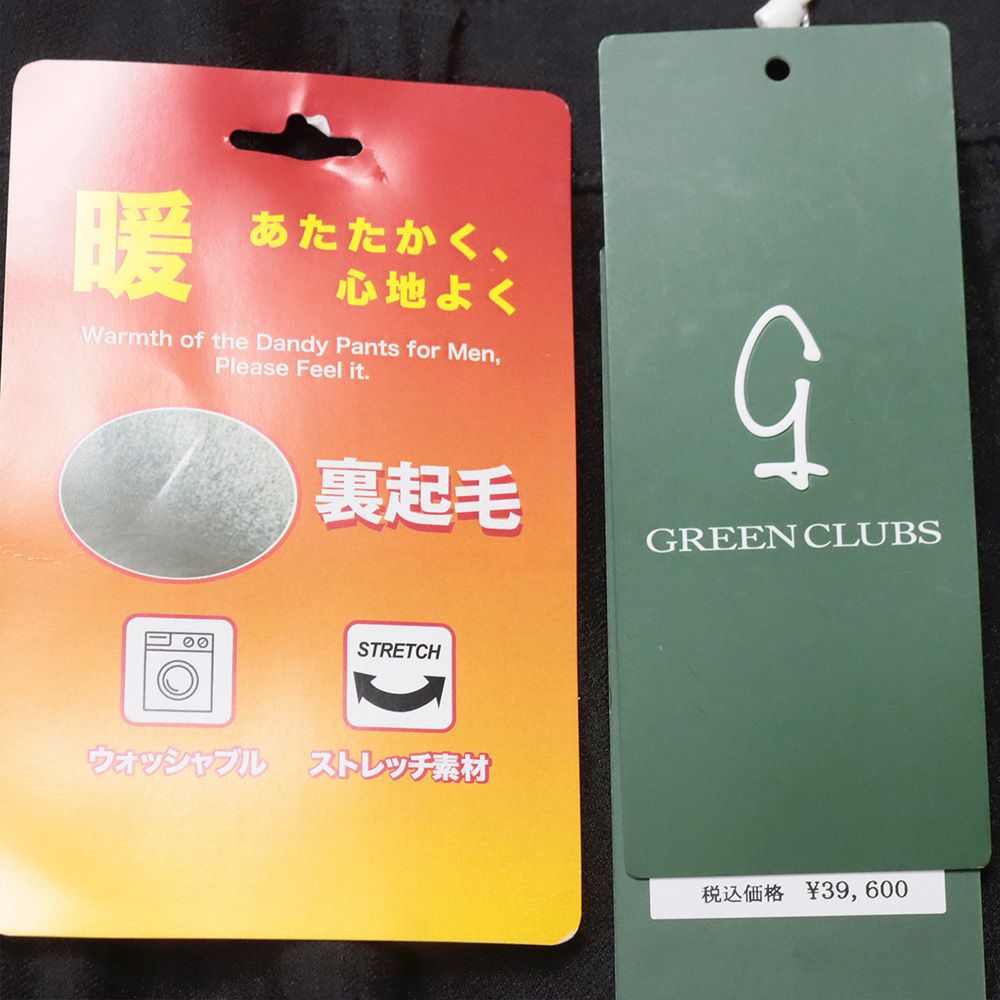 暖
あたたかく、
心地よく
Warmth of the Dandy Pants for Men,
Please Feel it.
裏起毛
STRETCH
ウォッシャブル
ストレッチ素材
GREEN CLUBS
税込価格 ¥39,600